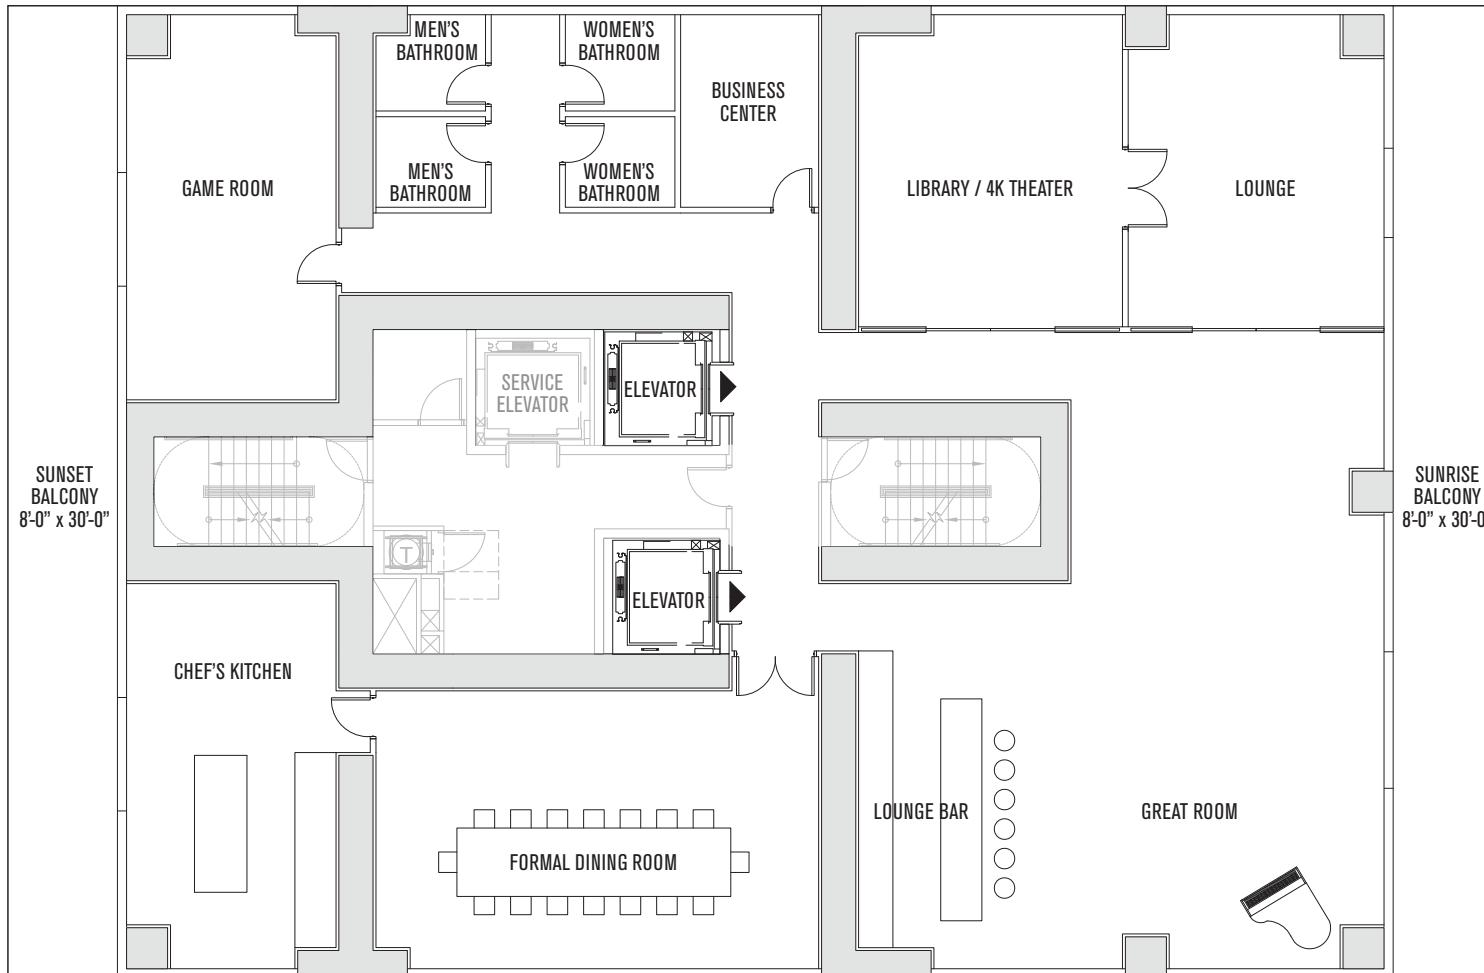 MEN'S
BATHROOM
WOMEN'S
BATHROOM
BUSINESS
CENTER
MEN'S
BATHROOM
WOMEN'S
BATHROOM
GAME ROOM
LIBRARY / 4K THEATER
LOUNGE
SERVICE
ELEVATOR
ELEVATOR
SUNSET
BALCONY
8'-0" x 30'-0"
SUNRISE
BALCONY
8'-0" x 30'-0
T
ELEVATOR
CHEF'S KITCHEN
LOUNGE BAR
GREAT ROOM
FORMAL DINING ROOM